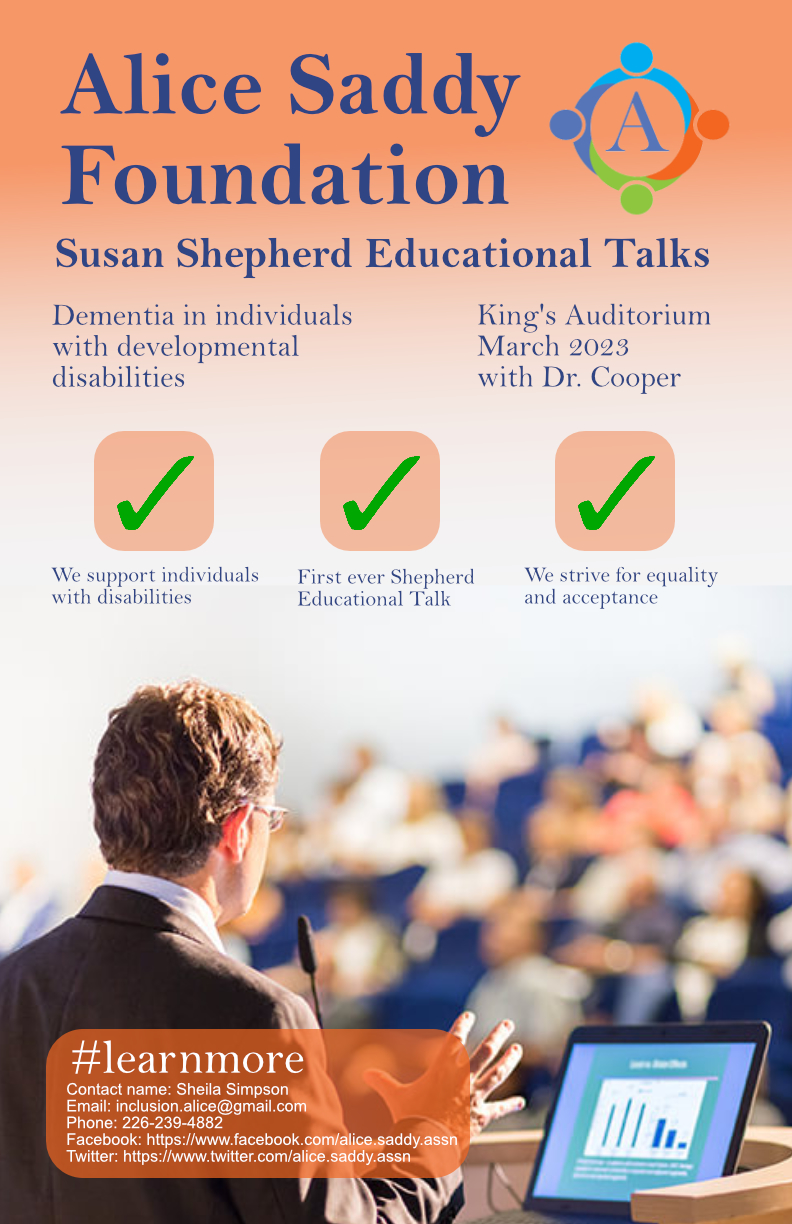 Alice Saddy
Foundation
A
Susan Shepherd Educational Talks
Dementia in individuals
with developmental
disabilities
King's Auditorium
March 2023
with Dr. Cooper
We support individuals
with disabilities
First ever Shepherd
Educational Talk
We strive for equality
and acceptance
#learnmore
Contact name: Sheila Simpson
Email: inclusion.alice@gmail.com
Phone: 226-239-4882
Facebook: https://www.facebook.com/alice.saddy.assn
Twitter: https://www.twitter.com/alice.saddy.assn